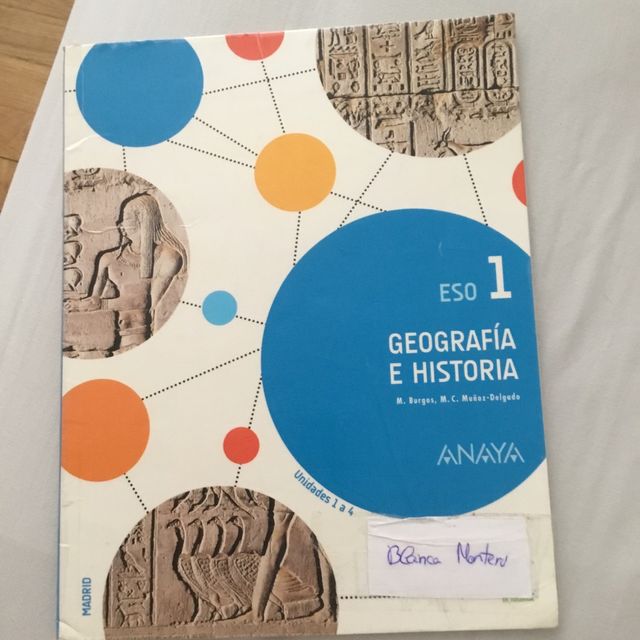 ESO 1
GEOGRAFÍA
E HISTORIA
M. Burgos, M. C. Muñoz-Delgado
ANAYA
Unidades 1 a 4
Blanca Montero
MADRID